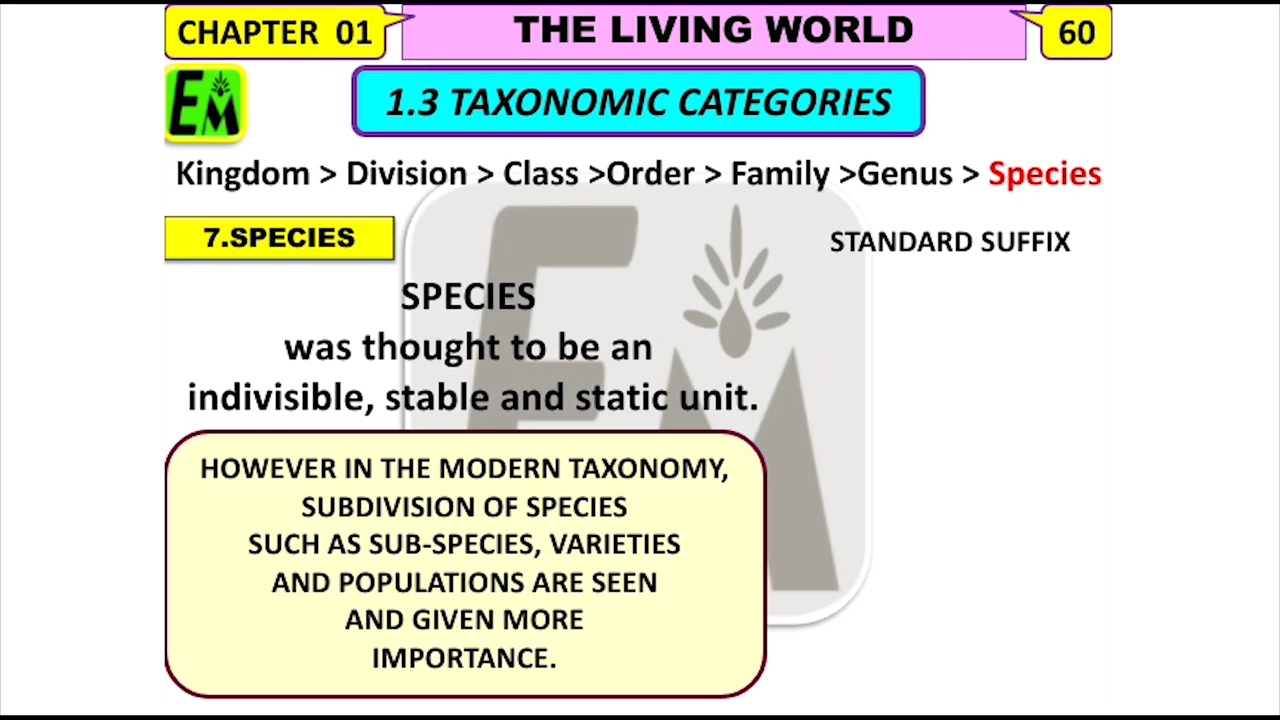 CHAPTER 01
THE LIVING WORLD
60
EM
1.3 TAXONOMIC CATEGORIES
Kingdom > Division > Class >Order > Family >Genus > Species
7.SPECIES
STANDARD SUFFIX
SPECIES
was thought to be an
indivisible, stable and static unit.
HOWEVER IN THE MODERN TAXONOMY,
SUBDIVISION OF SPECIES
SUCH AS SUB-SPECIES, VARIETIES
AND POPULATIONS ARE SEEN
AND GIVEN MORE
IMPORTANCE.
EM